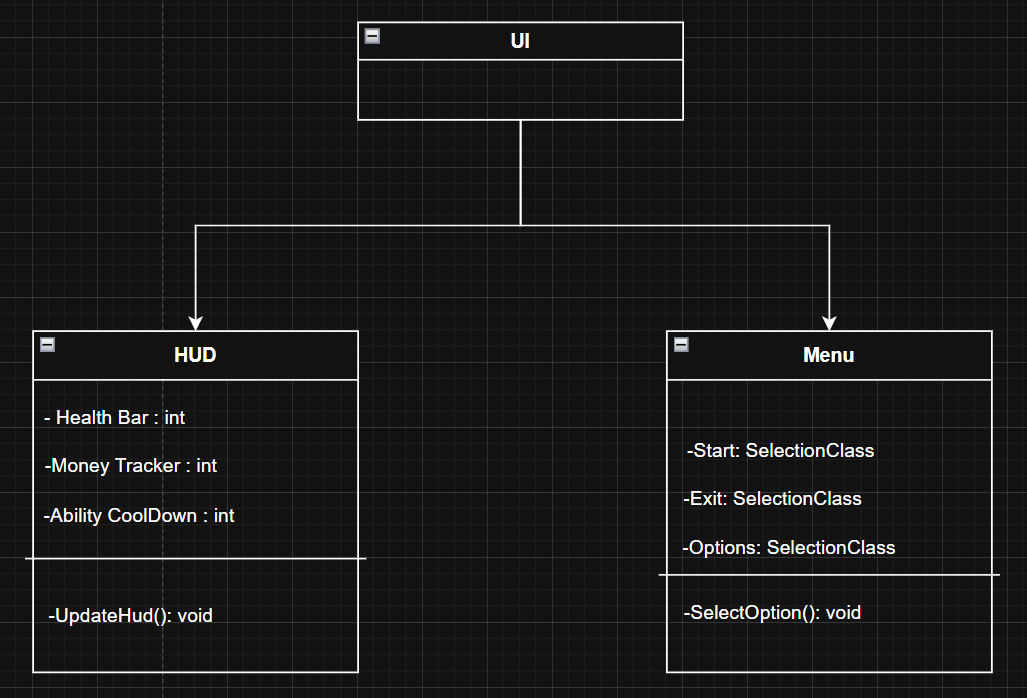 UI
HUD
- Health Bar : int
-Money Tracker : int
-Ability CoolDown : int
-UpdateHud(): void
Menu
-Start: SelectionClass
-Exit: SelectionClass
-Options: SelectionClass
-SelectOption(): void